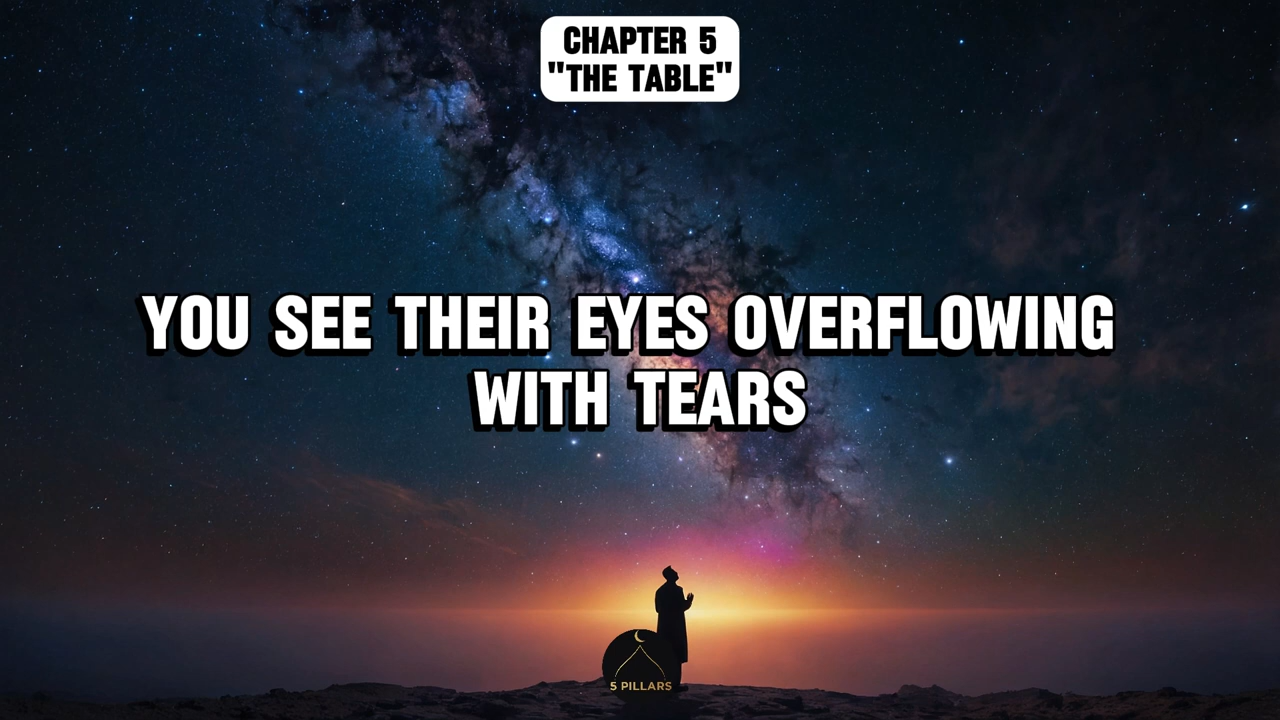 CHAPTER 5
"THE TABLE"
YOU SEE THEIR EYES OVERFLOWING
WITH TEARS
5 PILLARS